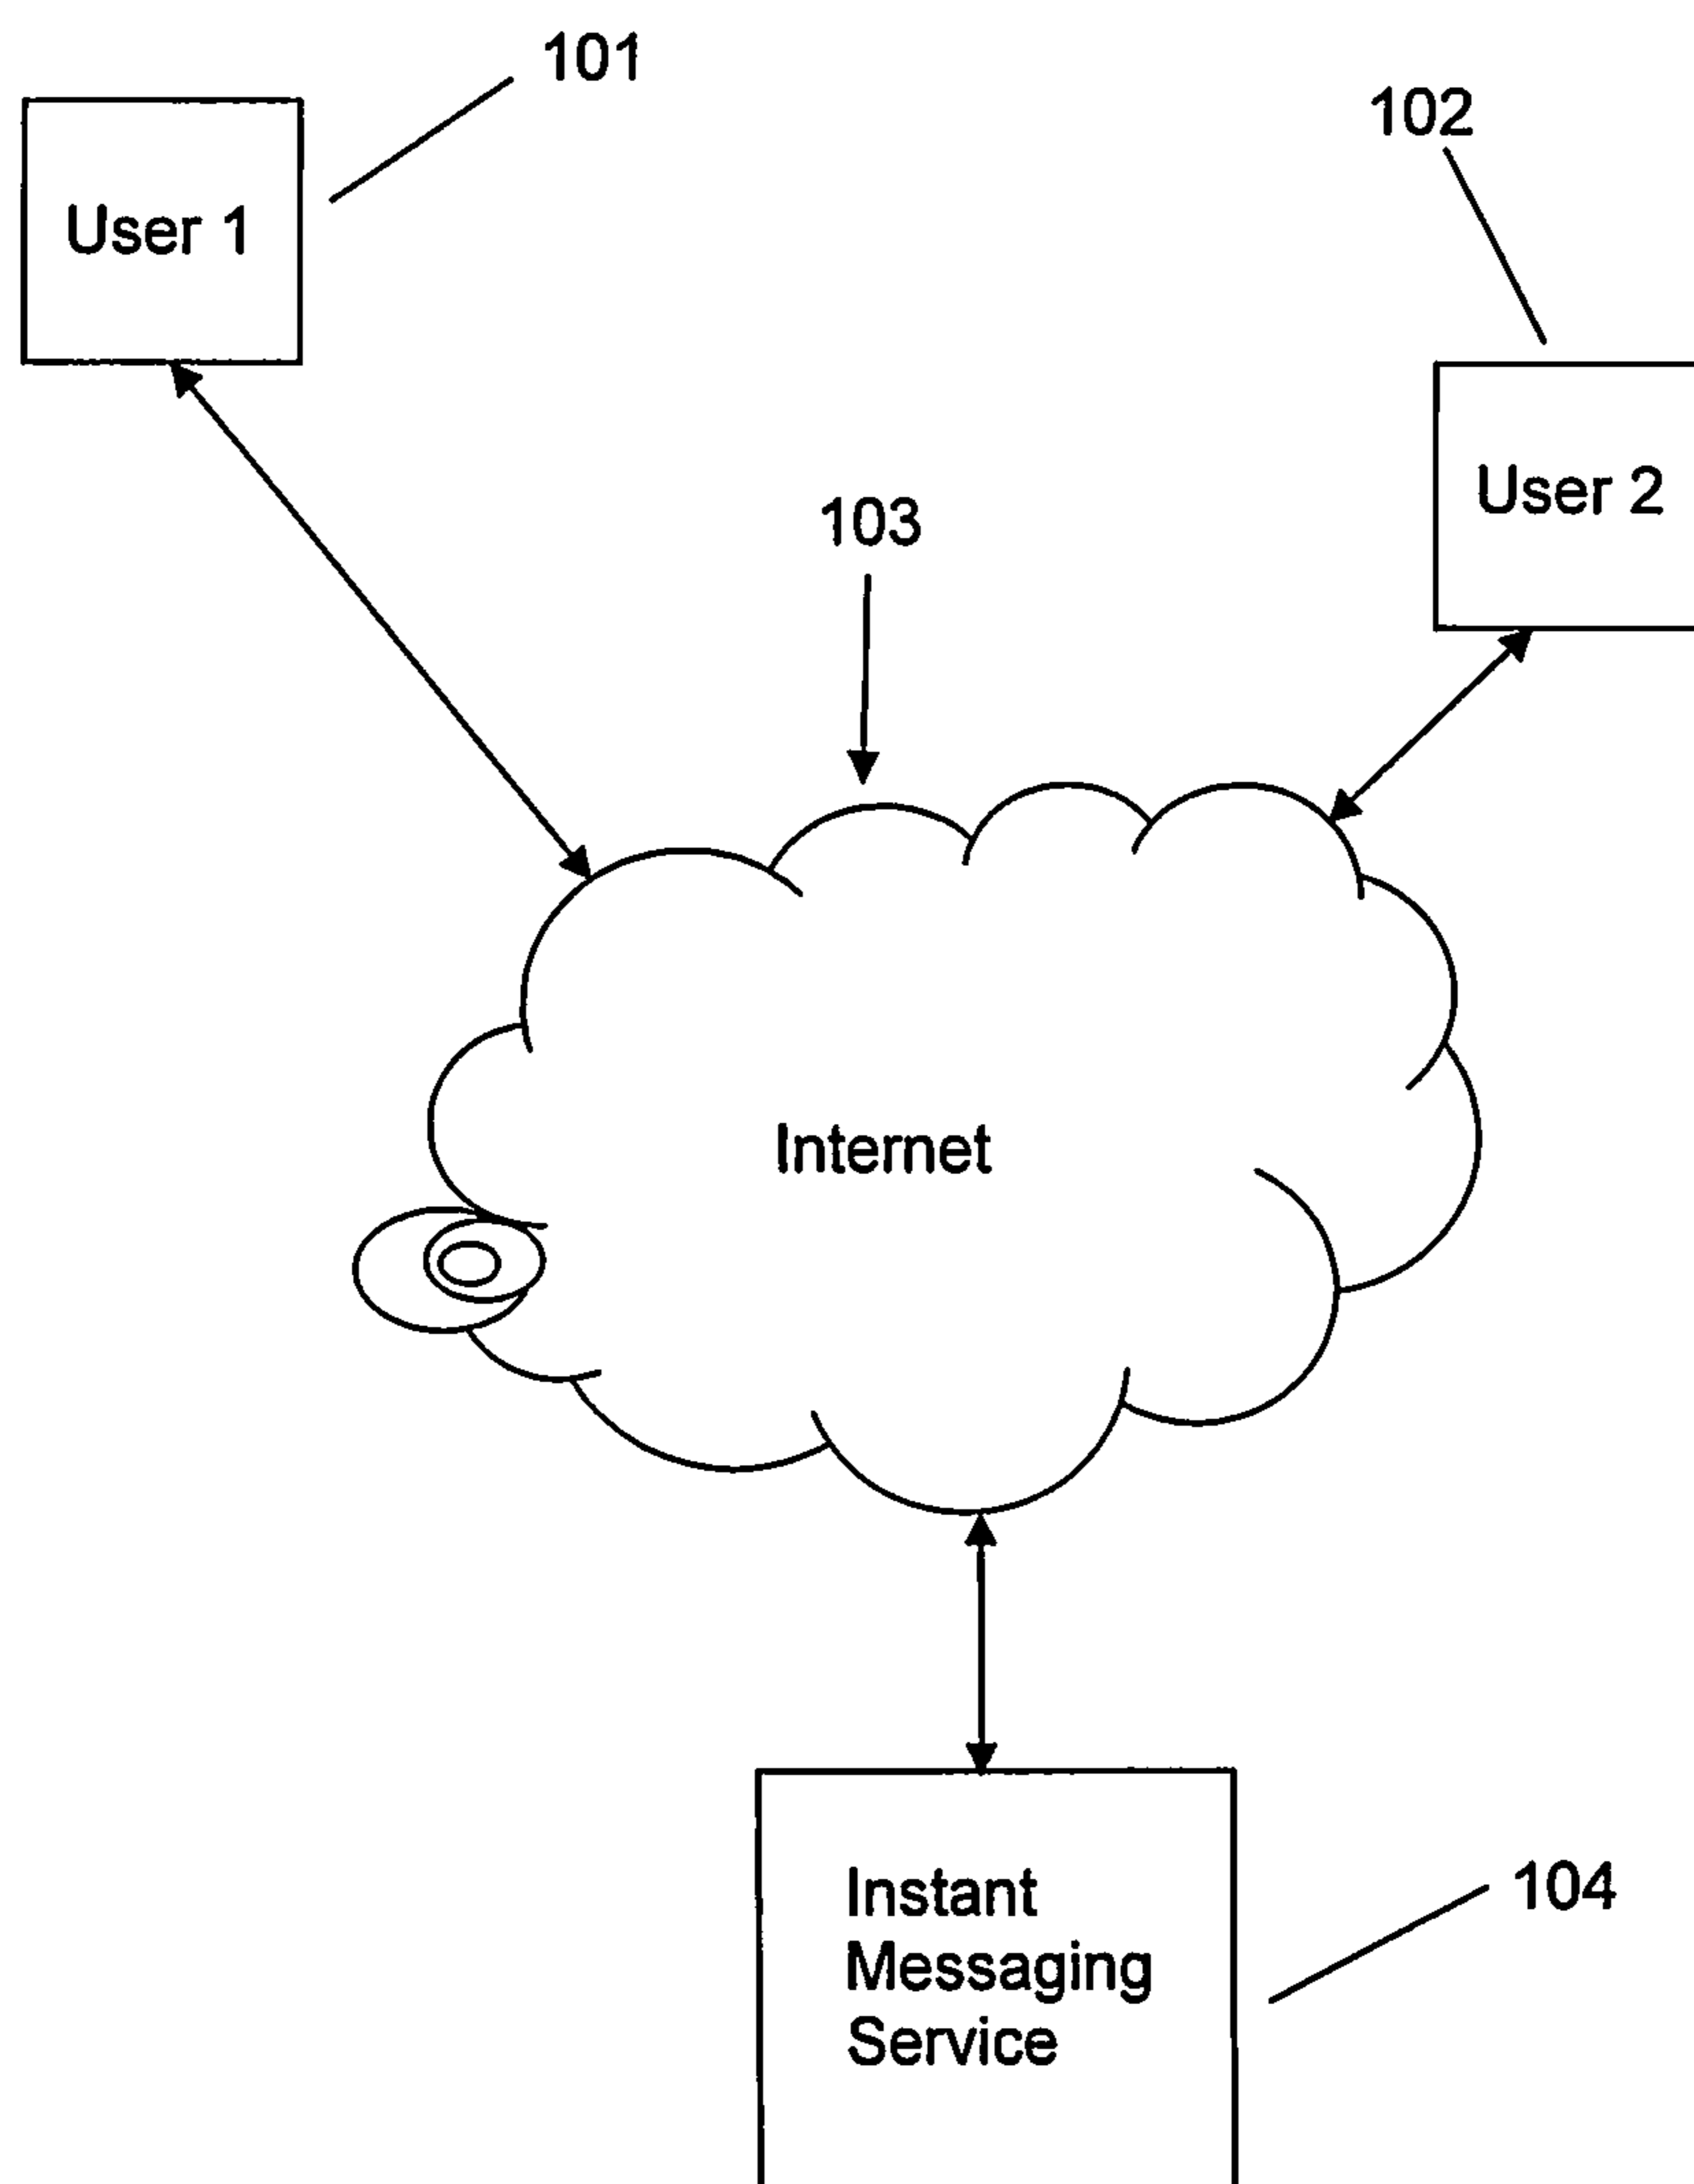 101
102
User 1
User 2
103
Internet
Instant
Messaging
Service
104